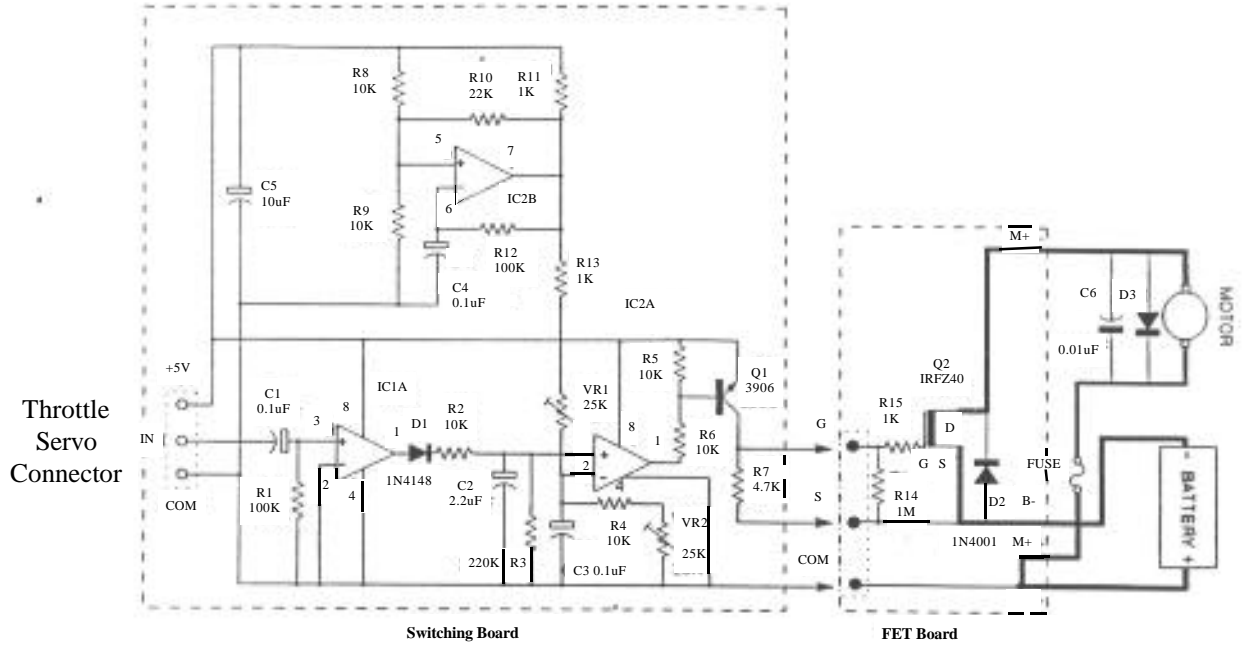 R8
10K
R10
22K
R11
1K
5
7
C5
10uF
R9
10K
6
IC2B
R12
100K
R13
1K
C4
0.1uF
IC2A
M+
C6
D3
MOTOR
0.01uF
+5V
C1
0.1uF
IC1A
8
D1
R2
10K
VR1
25K
R5
10K
Q1
3906
Q2
IRFZ40
Throttle
Servo
Connector
IN
3
+
1
8
+
1
R6
10K
G
R15
1K
D
G
S
FUSE
- BATTERY +
COM
R1
100K
2
4
1N4148
C2
2.2uF
2
4
R4
10K
VR2
25K
R7
4.7K
S
R14
1M
D2
B-
1N4001
M+
220K
R3
C3 0.1uF
COM
Switching Board
FET Board